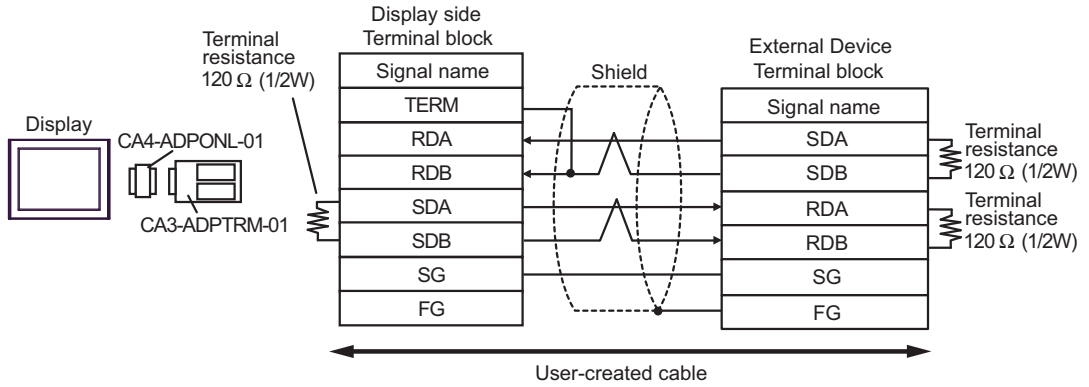 Display
CA4-ADPONL-01
CA3-ADPTRM-01
Terminal
resistance
120 Ω (1/2W)
Display side
Terminal block
Signal name
TERM
RDA
RDB
SDA
SDB
SG
FG
Shield
External Device
Terminal block
Signal name
SDA
SDB
RDA
RDB
SG
FG
Terminal
resistance
120 Ω (1/2W)
Terminal
resistance
120 Ω (1/2W)
User-created cable